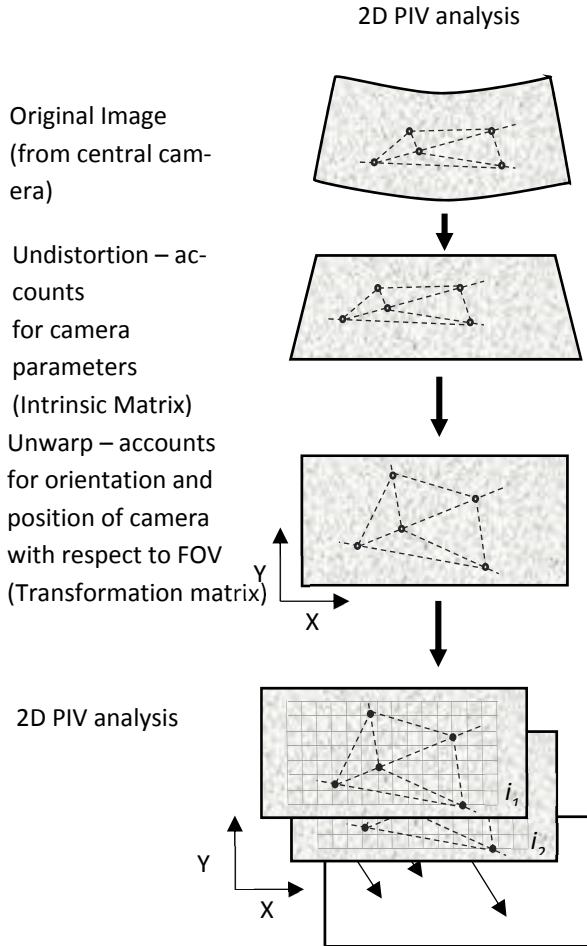 2D PIV analysis
Original Image
(from central cam-
era)
Undistortion – ac-
counts
for camera
parameters
(Intrinsic Matrix)
Unwarp – accounts
for orientation and
position of camera
with respect to FOV
(Transformation matrix)
Y
X
2D PIV analysis
i1
i2
Y
X